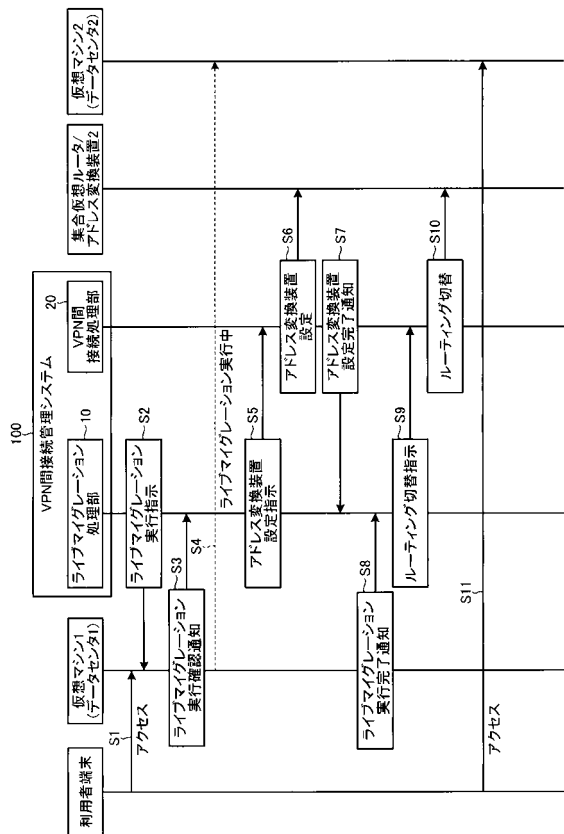 100
VPN間接続管理システム
利用者端末
仮想マシン1
(データセンタ1)
10
ライブマイグレーション
処理部
20
VPN間
接続処理部
集合仮想ルータ/
アドレス変換装置2
仮想マシン2
(データセンタ2)
S1
アクセス
S2
ライブマイグレーション
実行指示
S3
ライブマイグレーション
実行確認通知
S4
ライブマイグレーション実行中
S5
アドレス変換装置
設定指示
S6
アドレス変換装置
設定
S7
アドレス変換装置
設定完了通知
S8
ライブマイグレーション
実行完了通知
S9
ルーティング切替指示
S10
ルーティング切替
S11
アクセス